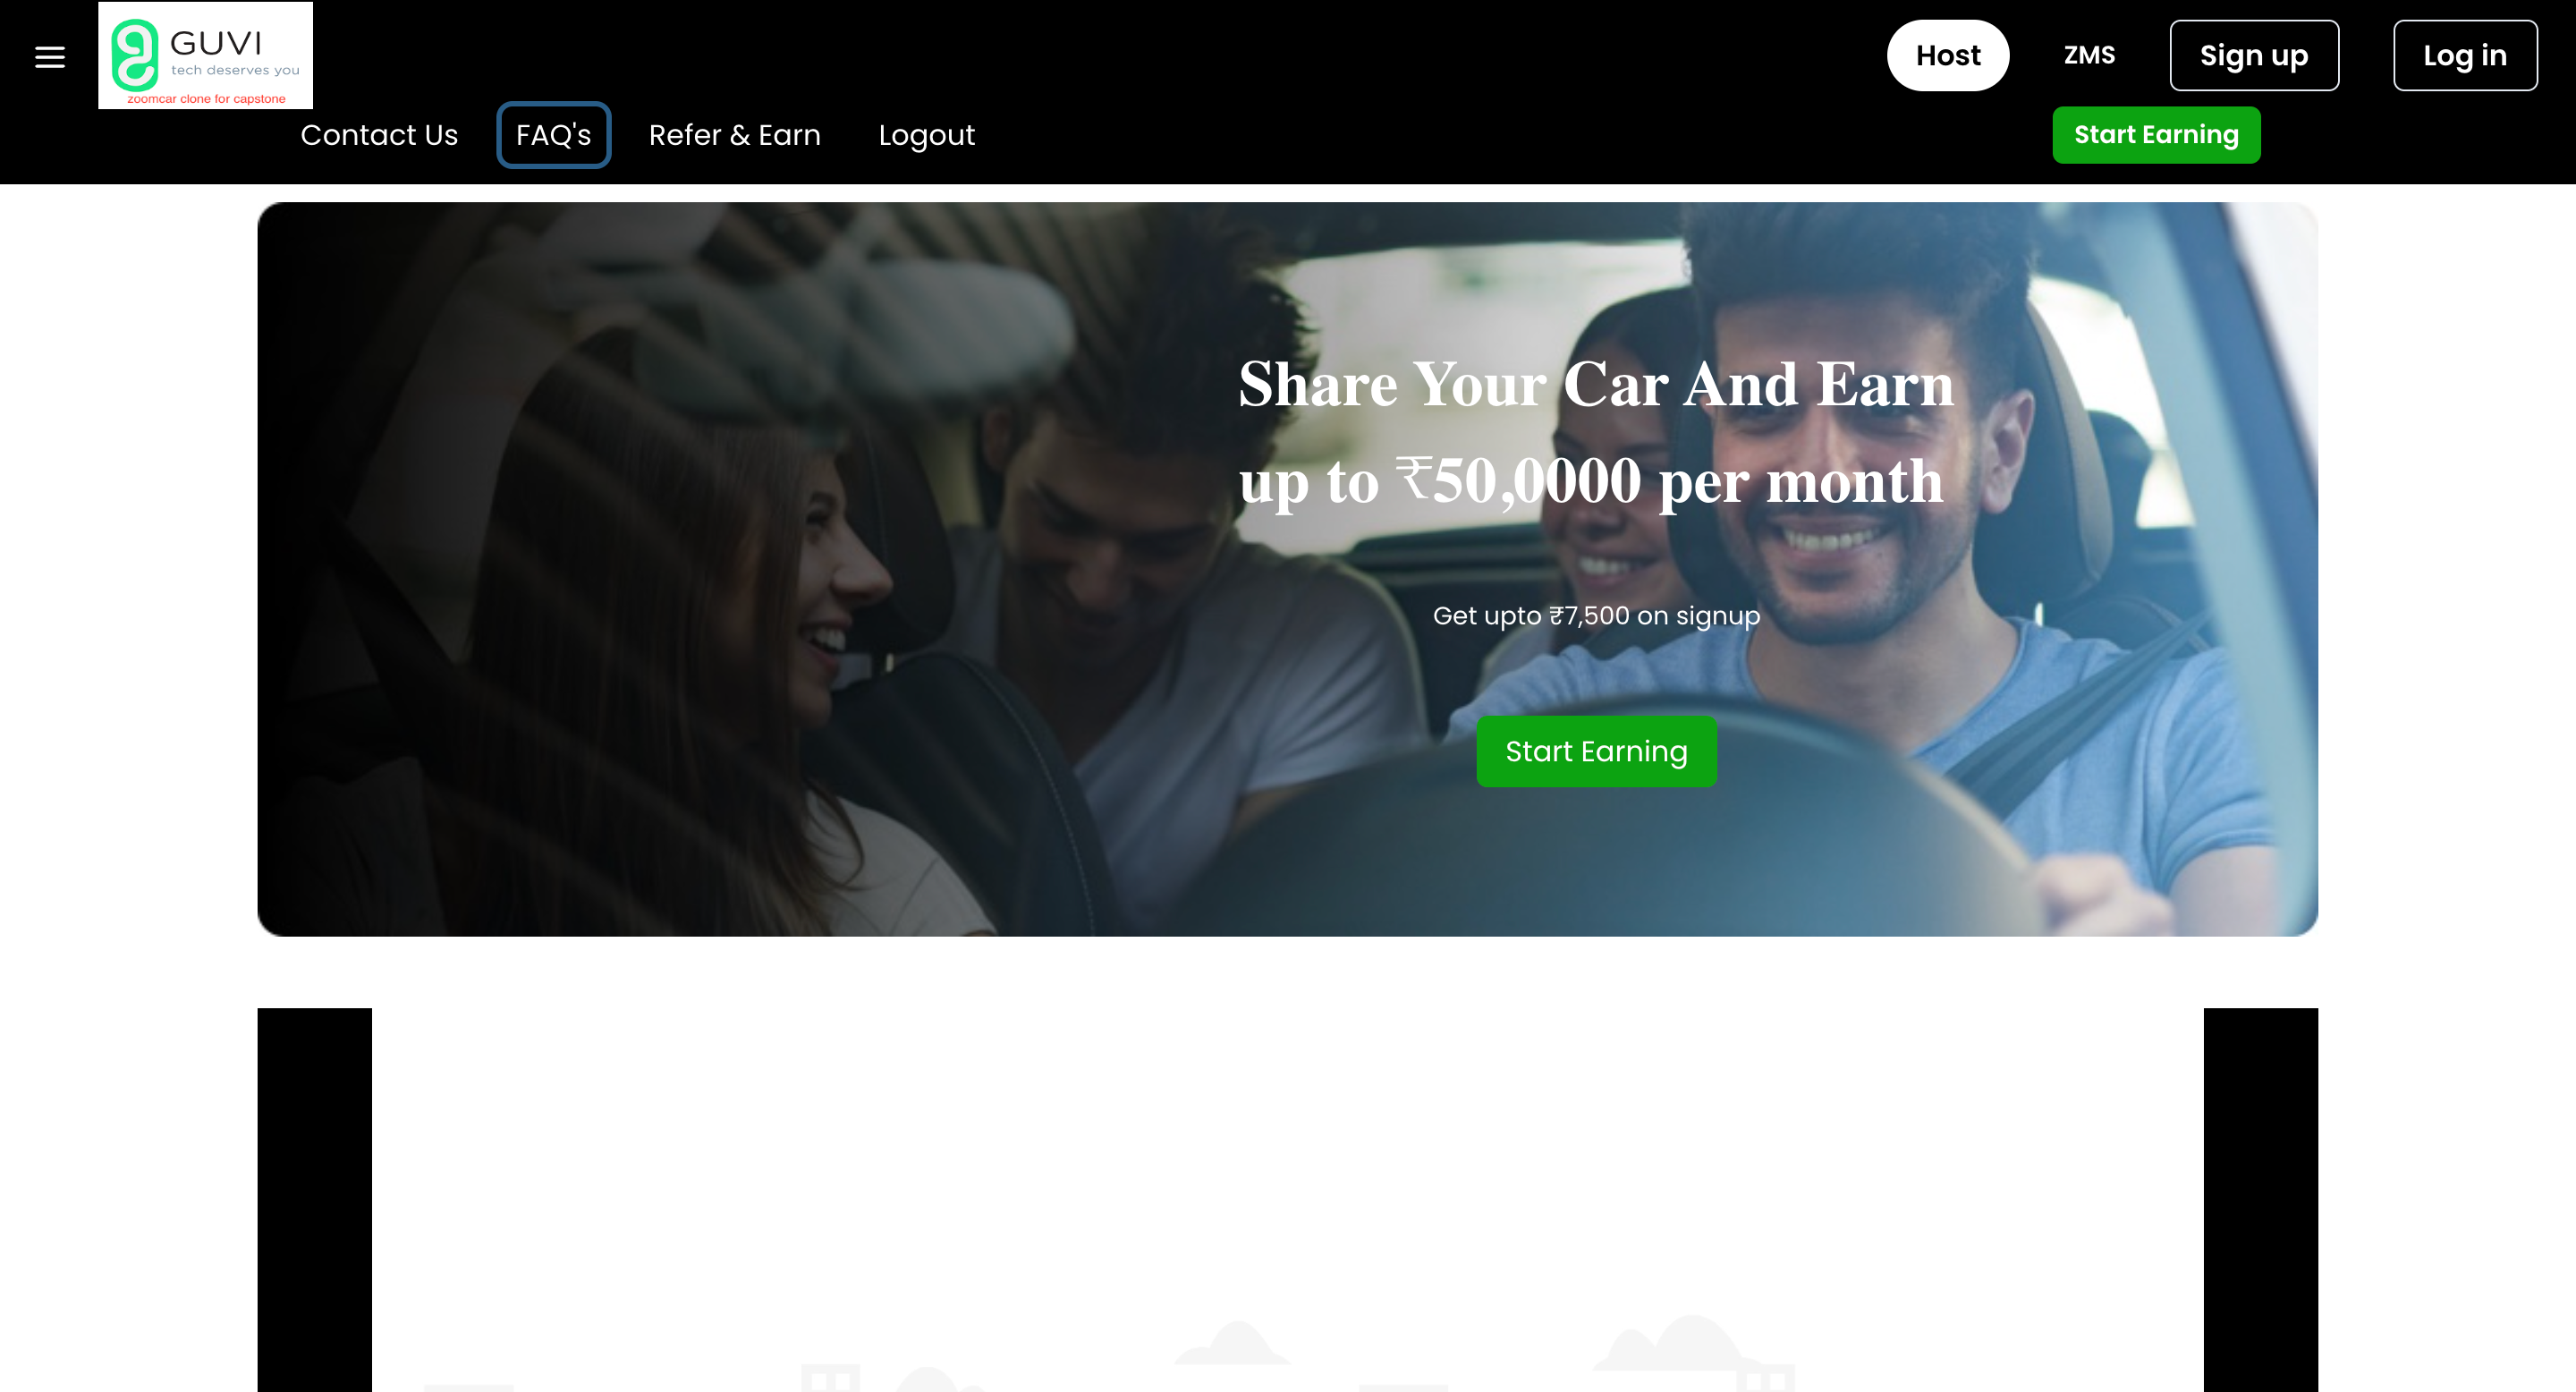 GUVI
tech deserves you
zoomcar clone for capstone
Host
ZMS
Sign up
Log in
Contact Us
FAQ's
Refer & Earn
Logout
Start Earning
Share Your Car And Earn
up to ₹50,0000 per month
Get upto ₹7,500 on signup
Start Earning